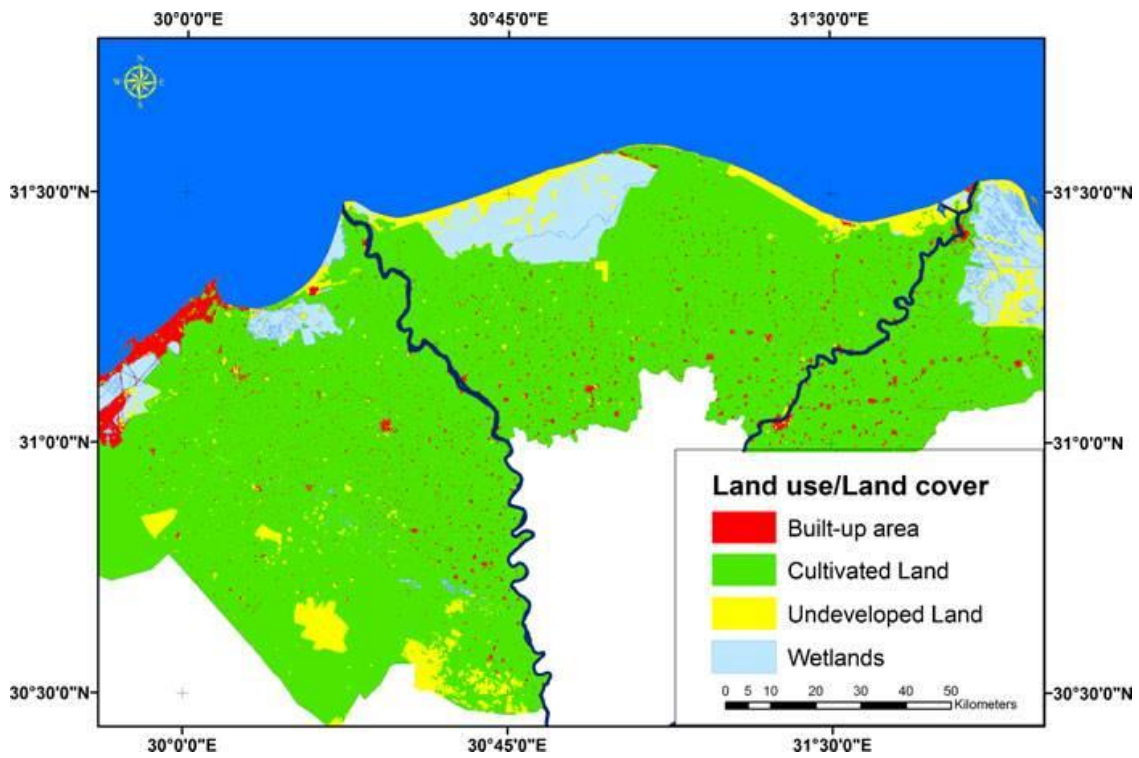 30°0'0"E 30°45'0"E 31°30'0"E
N
W E
S
31°30'0"N 31°30'0"N
31°0'0"N 31°0'0"N
Land use/Land cover
Built-up area
Cultivated Land
Undeveloped Land
Wetlands
0 5 10 20 30 40 50
Kilometers
30°30'0"N 30°30'0"N
30°0'0"E 30°45'0"E 31°30'0"E